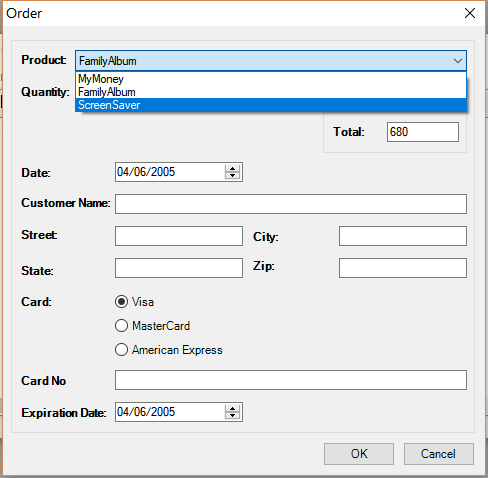 Order
Product: FamilyAlbum
MyMoney
Quantity: FamilyAlbum
ScreenSaver
Total: 680
Date: 04/06/2005
Customer Name:
Street: City:
State: Zip:
Card: Visa
MasterCard
American Express
Card No
Expiration Date: 04/06/2005
OK Cancel